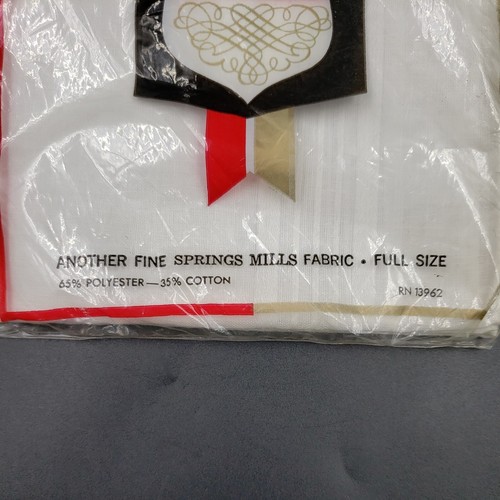 ANOTHER FINE SPRINGS MILLS FABRIC • FULL SIZE
65% POLYESTER—35% COTTON
RN 13962